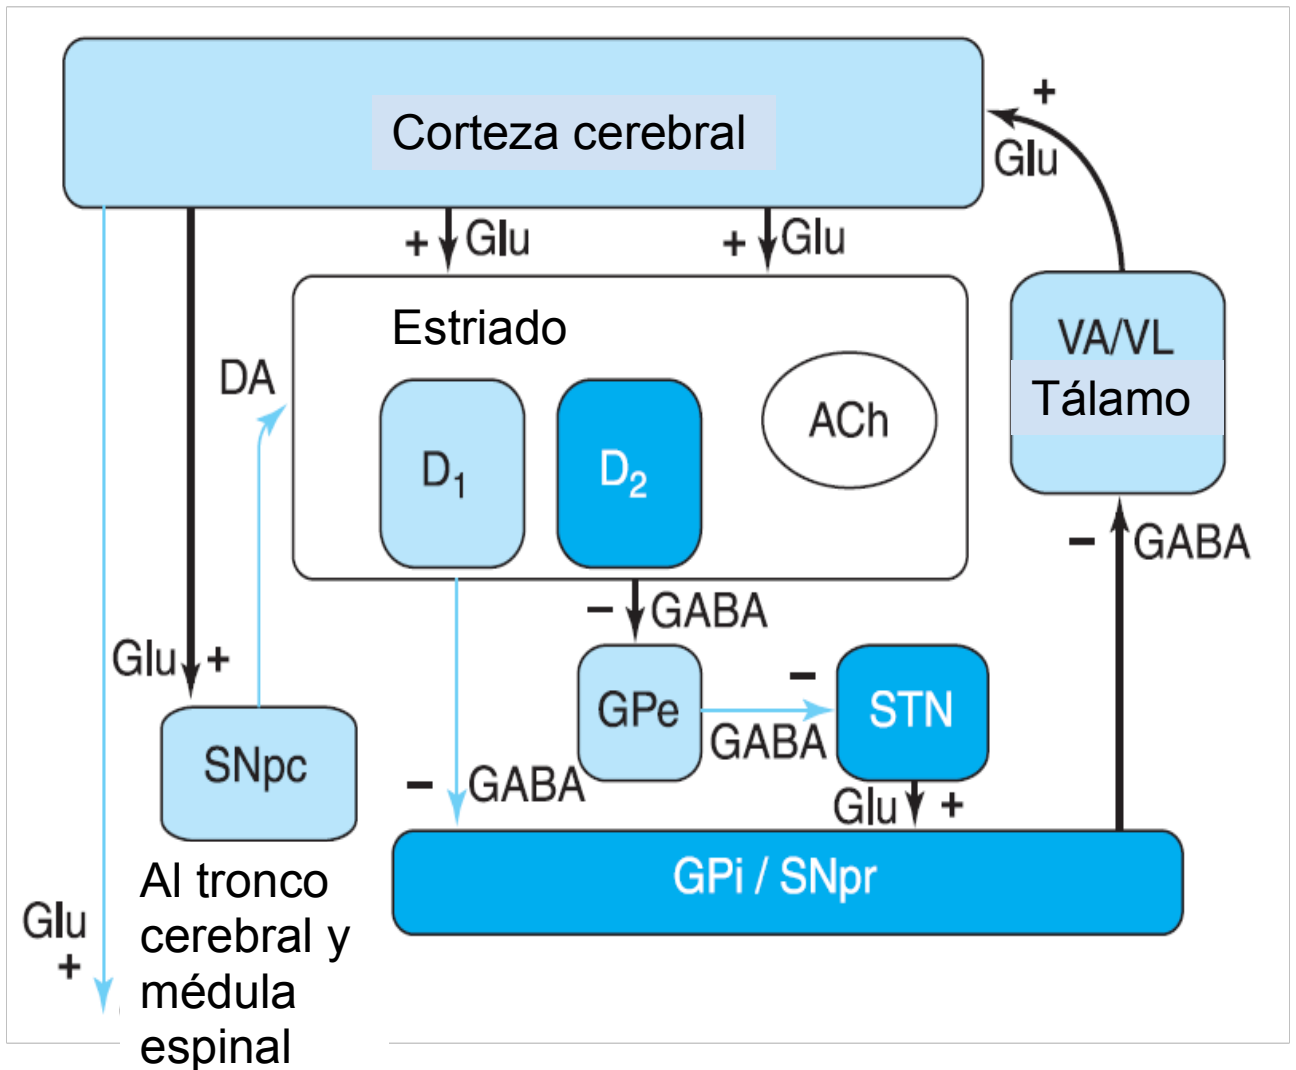 Corteza cerebral
+
Glu
+ Glu
+ Glu
Estriado
DA
D1
D2
ACh
VA/VL
Tálamo
− GABA
− GABA
Glu +
GPe
− GABA
STN
SNpc
− GABA
Glu +
GPi / SNpr
Al tronco
cerebral y
médula
espinal
Glu
+